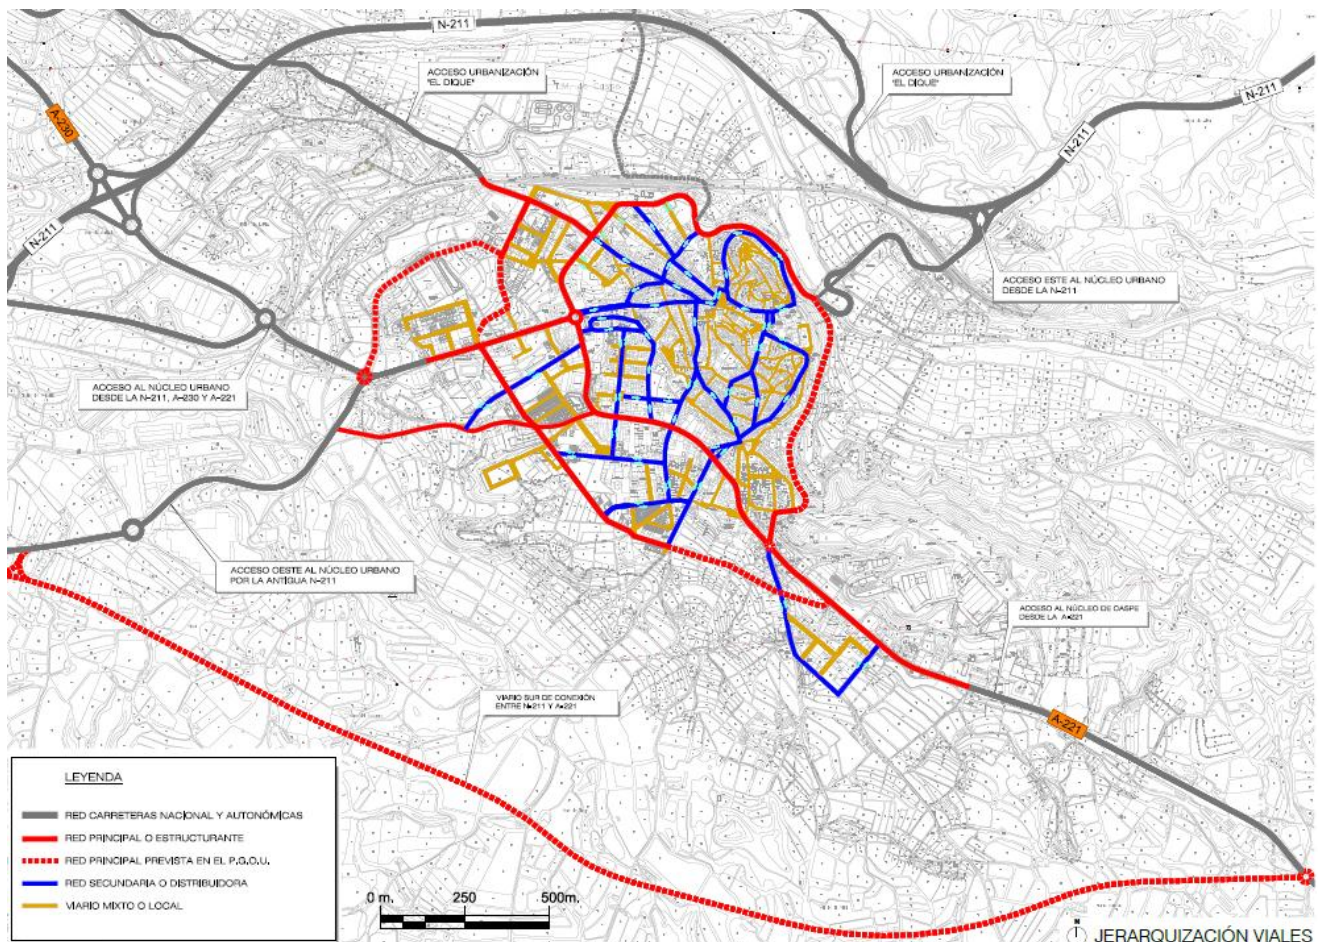 N-211
ACCESO URBANIZACIÓN
"EL DIQUE"
ACCESO URBANIZACIÓN
"EL DIQUE"
N-211
A-230
N-211
N-211
ACCESO ESTE AL NÚCLEO URBANO
DESDE LA N-211
ACCESO AL NÚCLEO URBANO
DESDE LA N-211, A-230 Y A-221
ACCESO OESTE AL NÚCLEO URBANO
POR LA ANTIGUA N-211
ACCESO AL NÚCLEO DE CASPE
DESDE LA A-221
VIARIO SUR DE CONEXIÓN
ENTRE N-211 Y A-221
A-221
LEYENDA
RED CARRETERAS NACIONAL Y AUTONÓMICAS
RED PRINCIPAL O ESTRUCTURANTE
RED PRINCIPAL PREVISTA EN EL P.G.O.U.
RED SECUNDARIA O DISTRIBUIDORA
VIARIO MIXTO O LOCAL
0 m. 250 500m.
N
JERARQUIZACIÓN VIALES